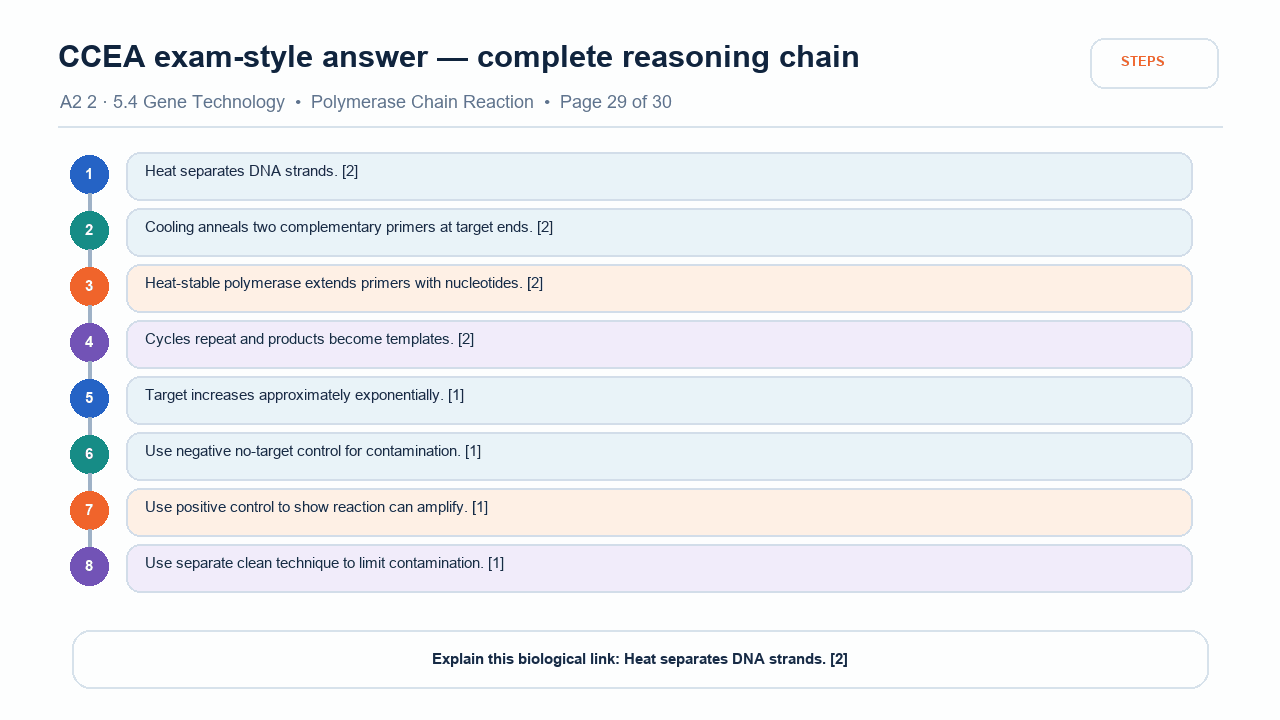 CCEA exam-style answer — complete reasoning chain
STEPS
A2 2 · 5.4 Gene Technology • Polymerase Chain Reaction • Page 29 of 30
1 Heat separates DNA strands. [2]
2 Cooling anneals two complementary primers at target ends. [2]
3 Heat-stable polymerase extends primers with nucleotides. [2]
4 Cycles repeat and products become templates. [2]
5 Target increases approximately exponentially. [1]
6 Use negative no-target control for contamination. [1]
7 Use positive control to show reaction can amplify. [1]
8 Use separate clean technique to limit contamination. [1]
Explain this biological link: Heat separates DNA strands. [2]